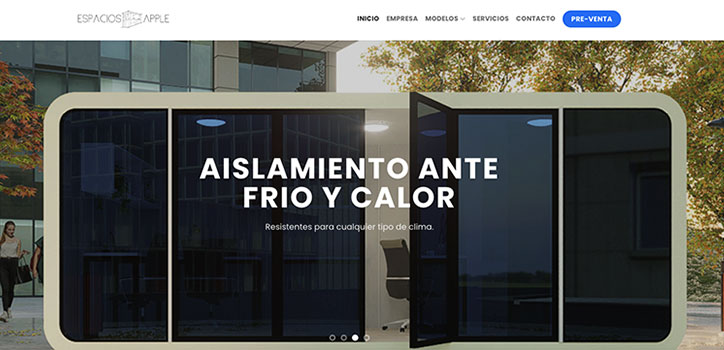 ESPACIOS APPLE
INICIO EMPRESA MODELOS SERVICIOS CONTACTO PRE-VENTA
AISLAMIENTO ANTE
FRIO Y CALOR
Resistentes para cualquier tipo de clima.